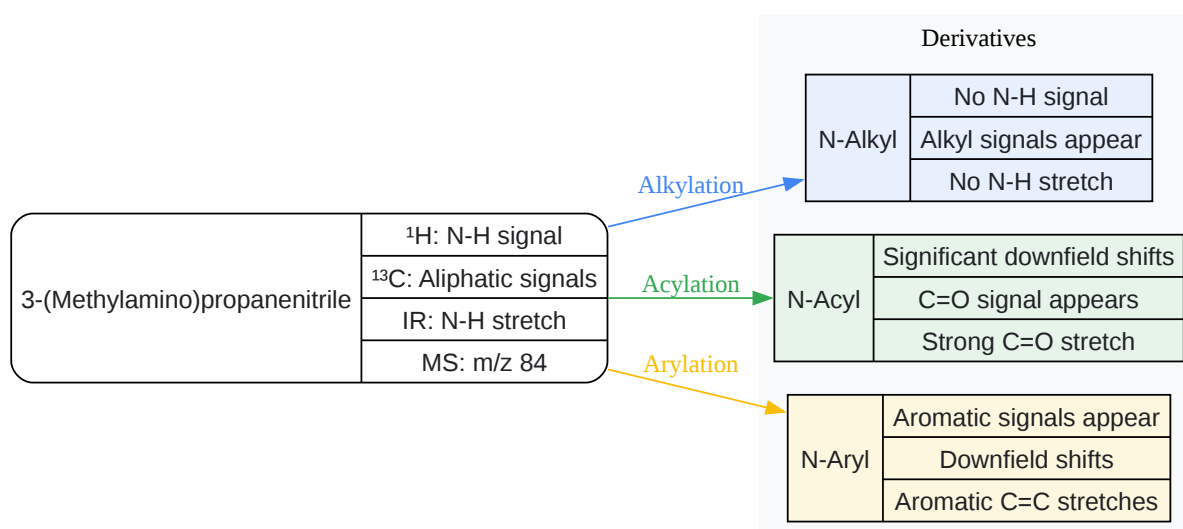 Derivatives
3-(Methylamino)propanenitrile
¹H: N-H signal
¹³C: Aliphatic signals
IR: N-H stretch
MS: m/z 84
Alkylation
Acylation
Arylation
N-Alkyl
No N-H signal
Alkyl signals appear
No N-H stretch
N-Acyl
Significant downfield shifts
C=O signal appears
Strong C=O stretch
N-Aryl
Aromatic signals appear
Downfield shifts
Aromatic C=C stretches